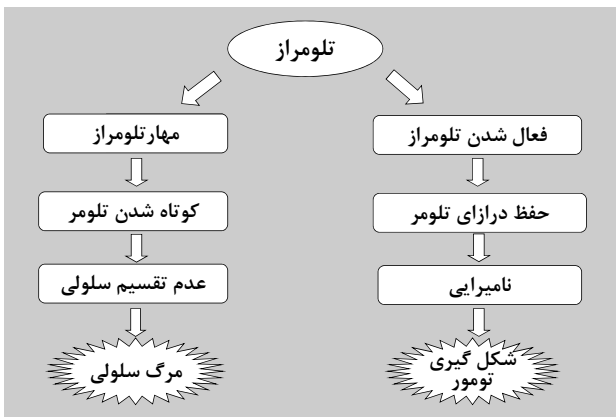 تلومراز
فعال شدن تلومراز
حفظ درازای تلومر
نامیرایی
شکل گیری
تومور
مهارتلومراز
کوتاه شدن تلومر
عدم تقسیم سلولی
مرگ سلولی